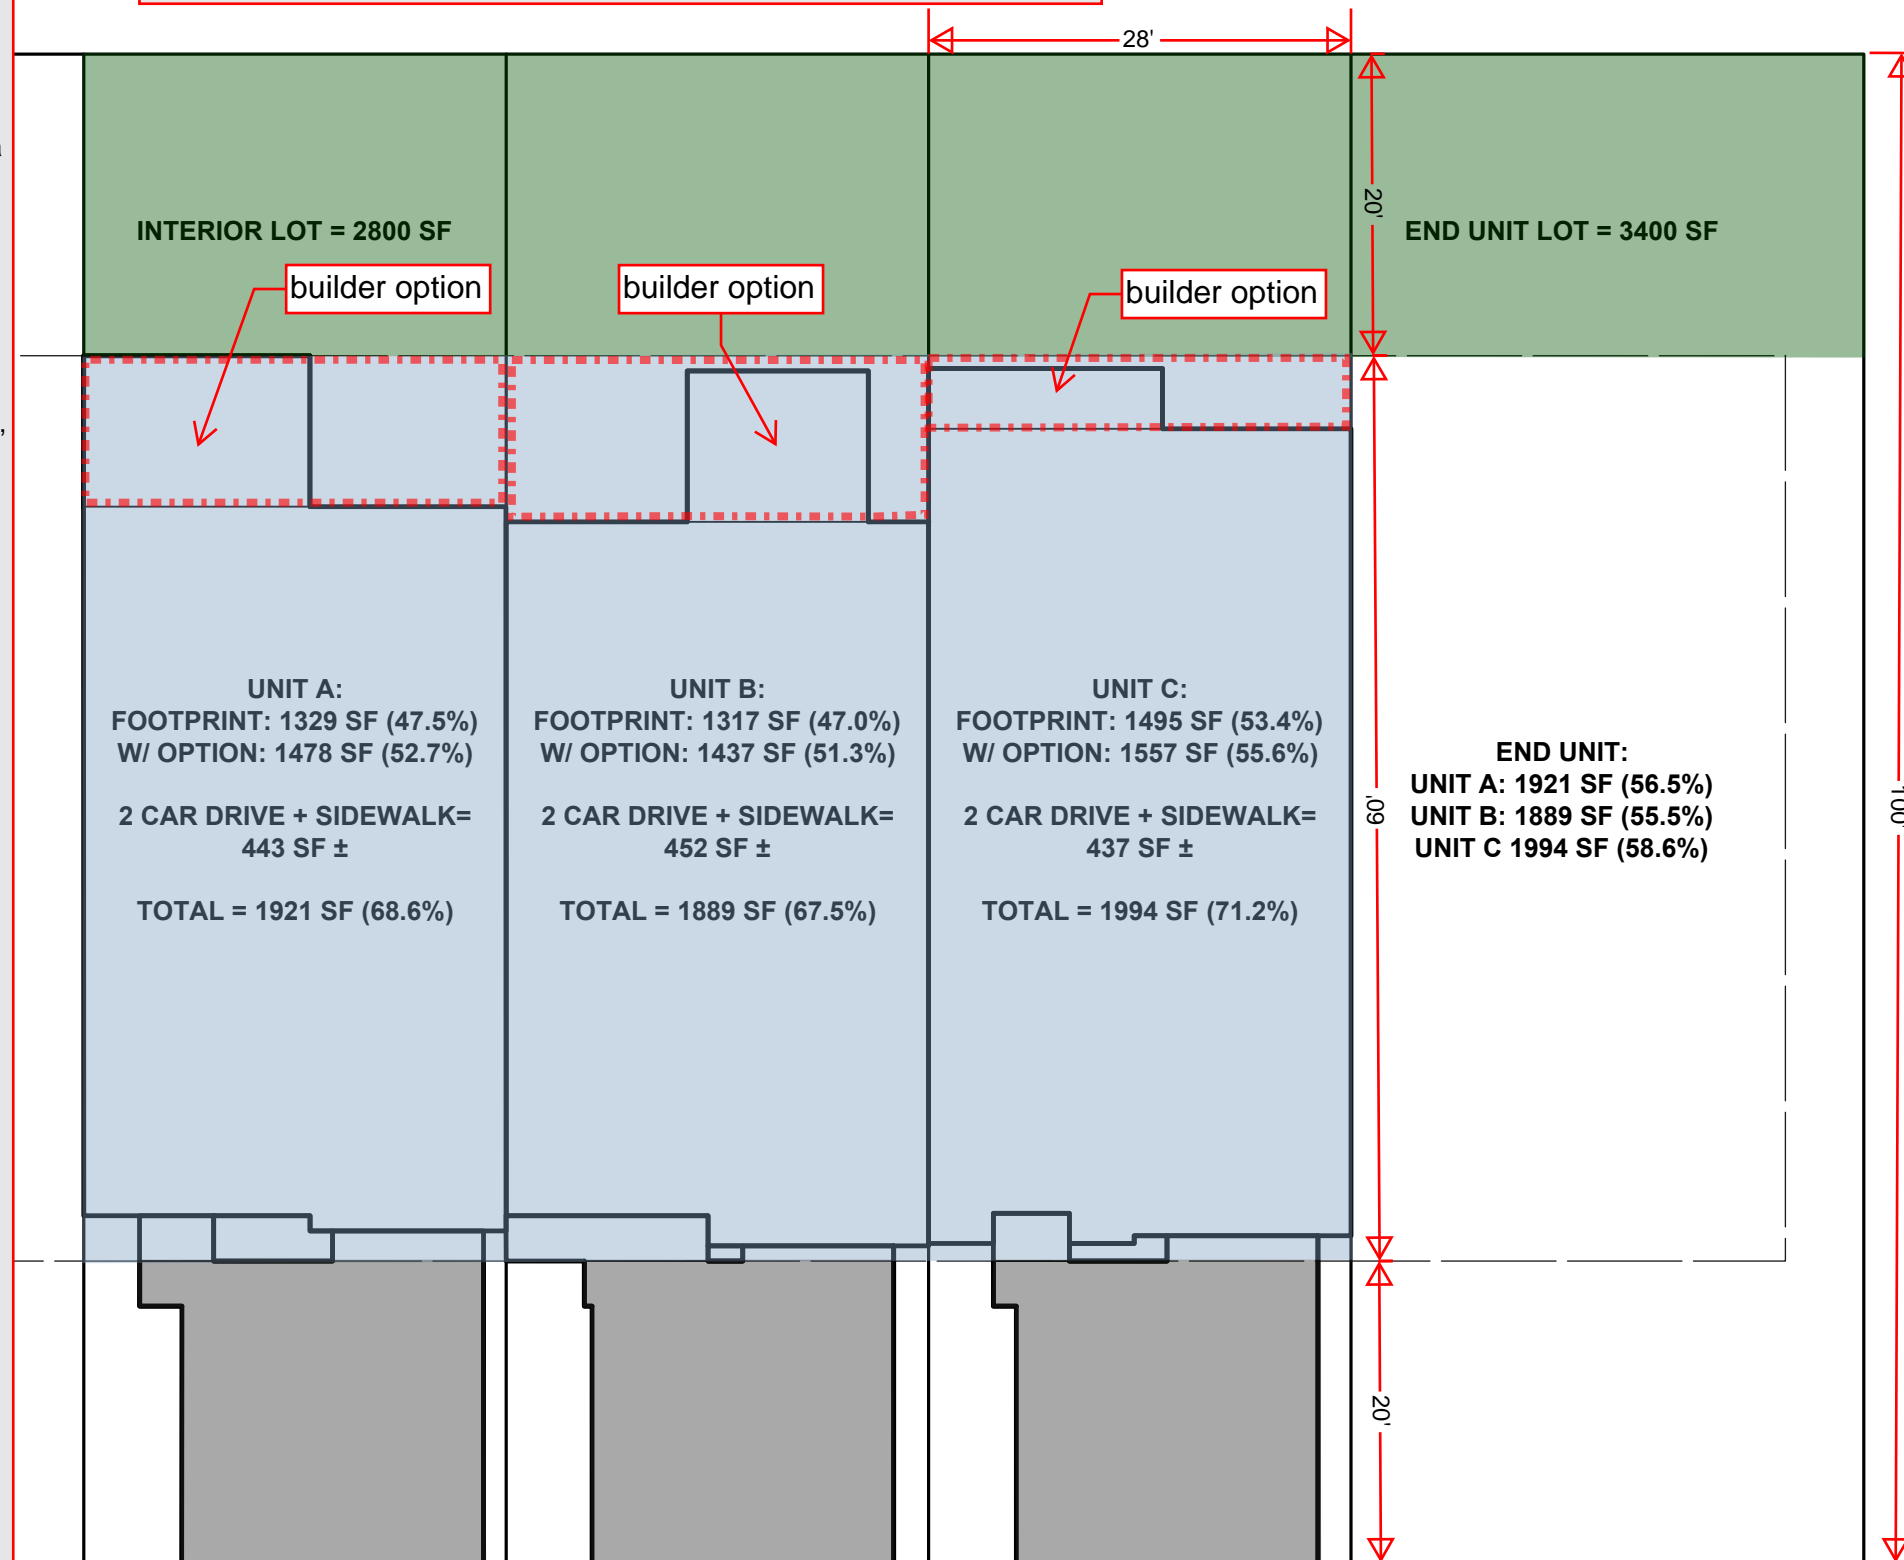 28'
20'
INTERIOR LOT = 2800 SF
END UNIT LOT = 3400 SF
builder option
builder option
builder option
UNIT A:
FOOTPRINT: 1329 SF (47.5%)
W/ OPTION: 1478 SF (52.7%)
2 CAR DRIVE + SIDEWALK=
443 SF ±
TOTAL = 1921 SF (68.6%)
UNIT B:
FOOTPRINT: 1317 SF (47.0%)
W/ OPTION: 1437 SF (51.3%)
2 CAR DRIVE + SIDEWALK=
452 SF ±
TOTAL = 1889 SF (67.5%)
UNIT C:
FOOTPRINT: 1495 SF (53.4%)
W/ OPTION: 1557 SF (55.6%)
2 CAR DRIVE + SIDEWALK=
437 SF ±
TOTAL = 1994 SF (71.2%)
60'
END UNIT:
UNIT A: 1921 SF (56.5%)
UNIT B: 1889 SF (55.5%)
UNIT C 1994 SF (58.6%)
100'
20'